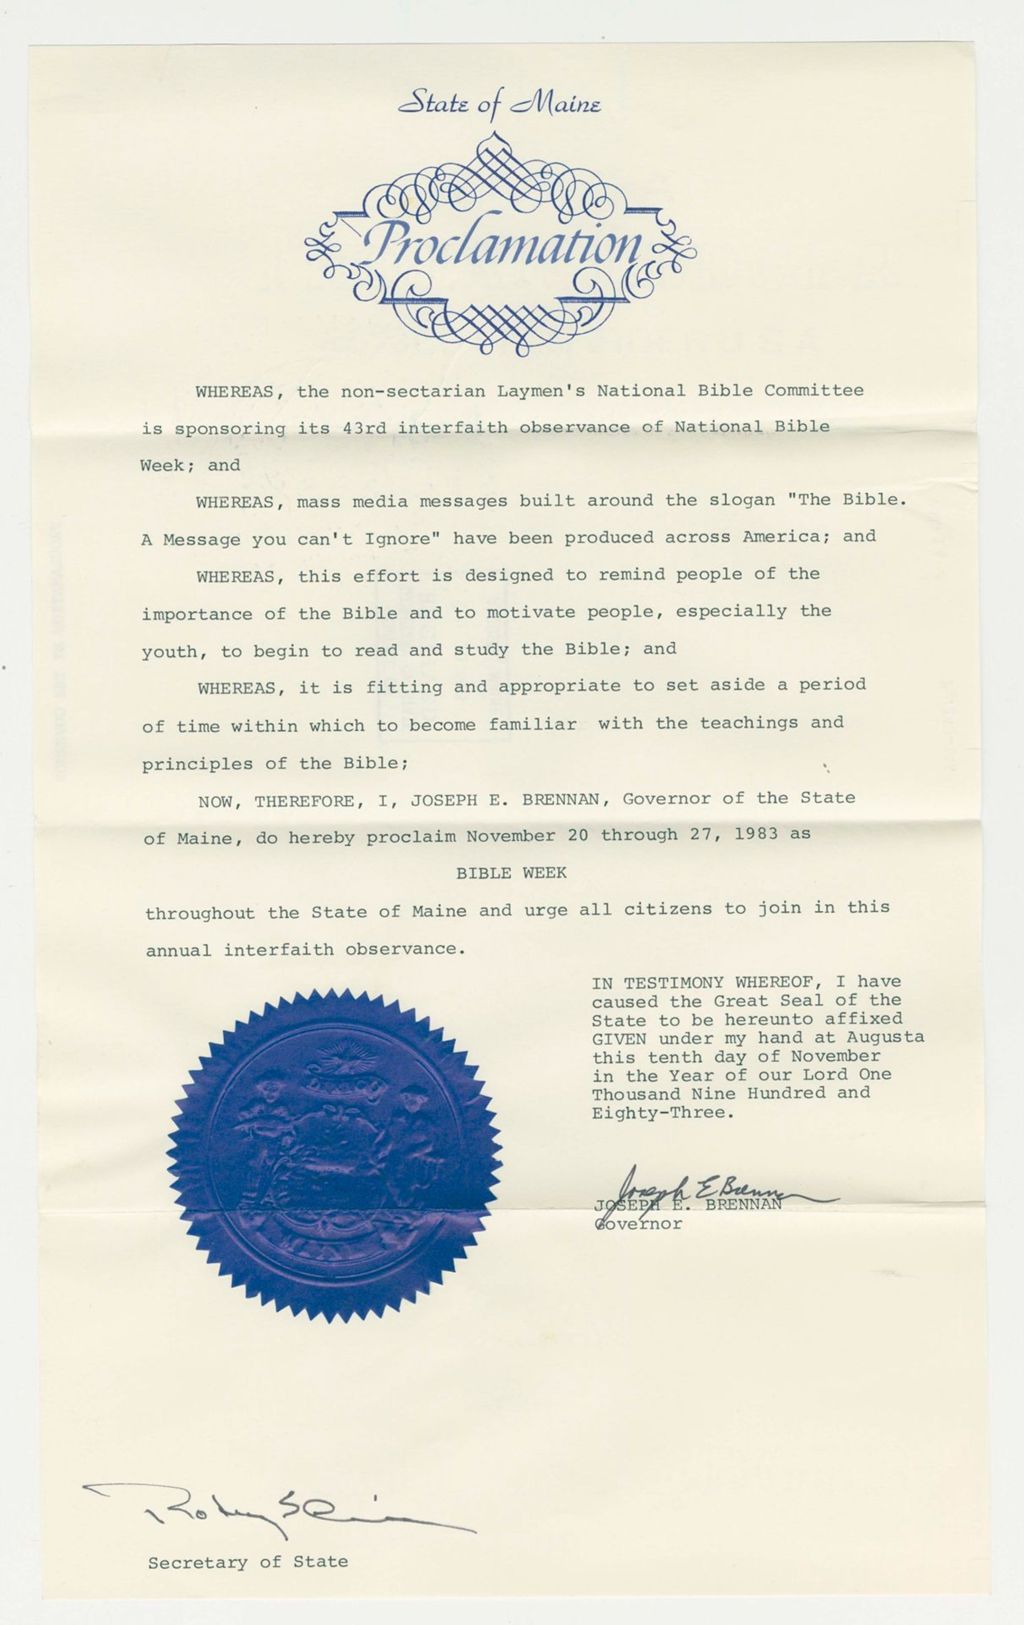 State of Maine
Proclamation
WHEREAS, the non-sectarian Laymen's National Bible Committee
is sponsoring its 43rd interfaith observance of National Bible
Week; and
WHEREAS, mass media messages built around the slogan "The Bible.
A Message you can't Ignore" have been produced across America; and
WHEREAS, this effort is designed to remind people of the
importance of the Bible and to motivate people, especially the
youth, to begin to read and study the Bible; and
WHEREAS, it is fitting and appropriate to set aside a period
of time within which to become familiar with the teachings and
principles of the Bible;
NOW, THEREFORE, I, JOSEPH E. BRENNAN, Governor of the State
of Maine, do hereby proclaim November 20 through 27, 1983 as
BIBLE WEEK
throughout the State of Maine and urge all citizens to join in this
annual interfaith observance.
IN TESTIMONY WHEREOF, I have
caused the Great Seal of the
State to be hereunto affixed
GIVEN under my hand at Augusta
this tenth day of November
in the Year of our Lord One
Thousand Nine Hundred and
Eighty-Three.
Joseph E Brennan
JOSEPH E. BRENNAN
Governor
DIRIGO
MAINE
Rodney S
Secretary of State